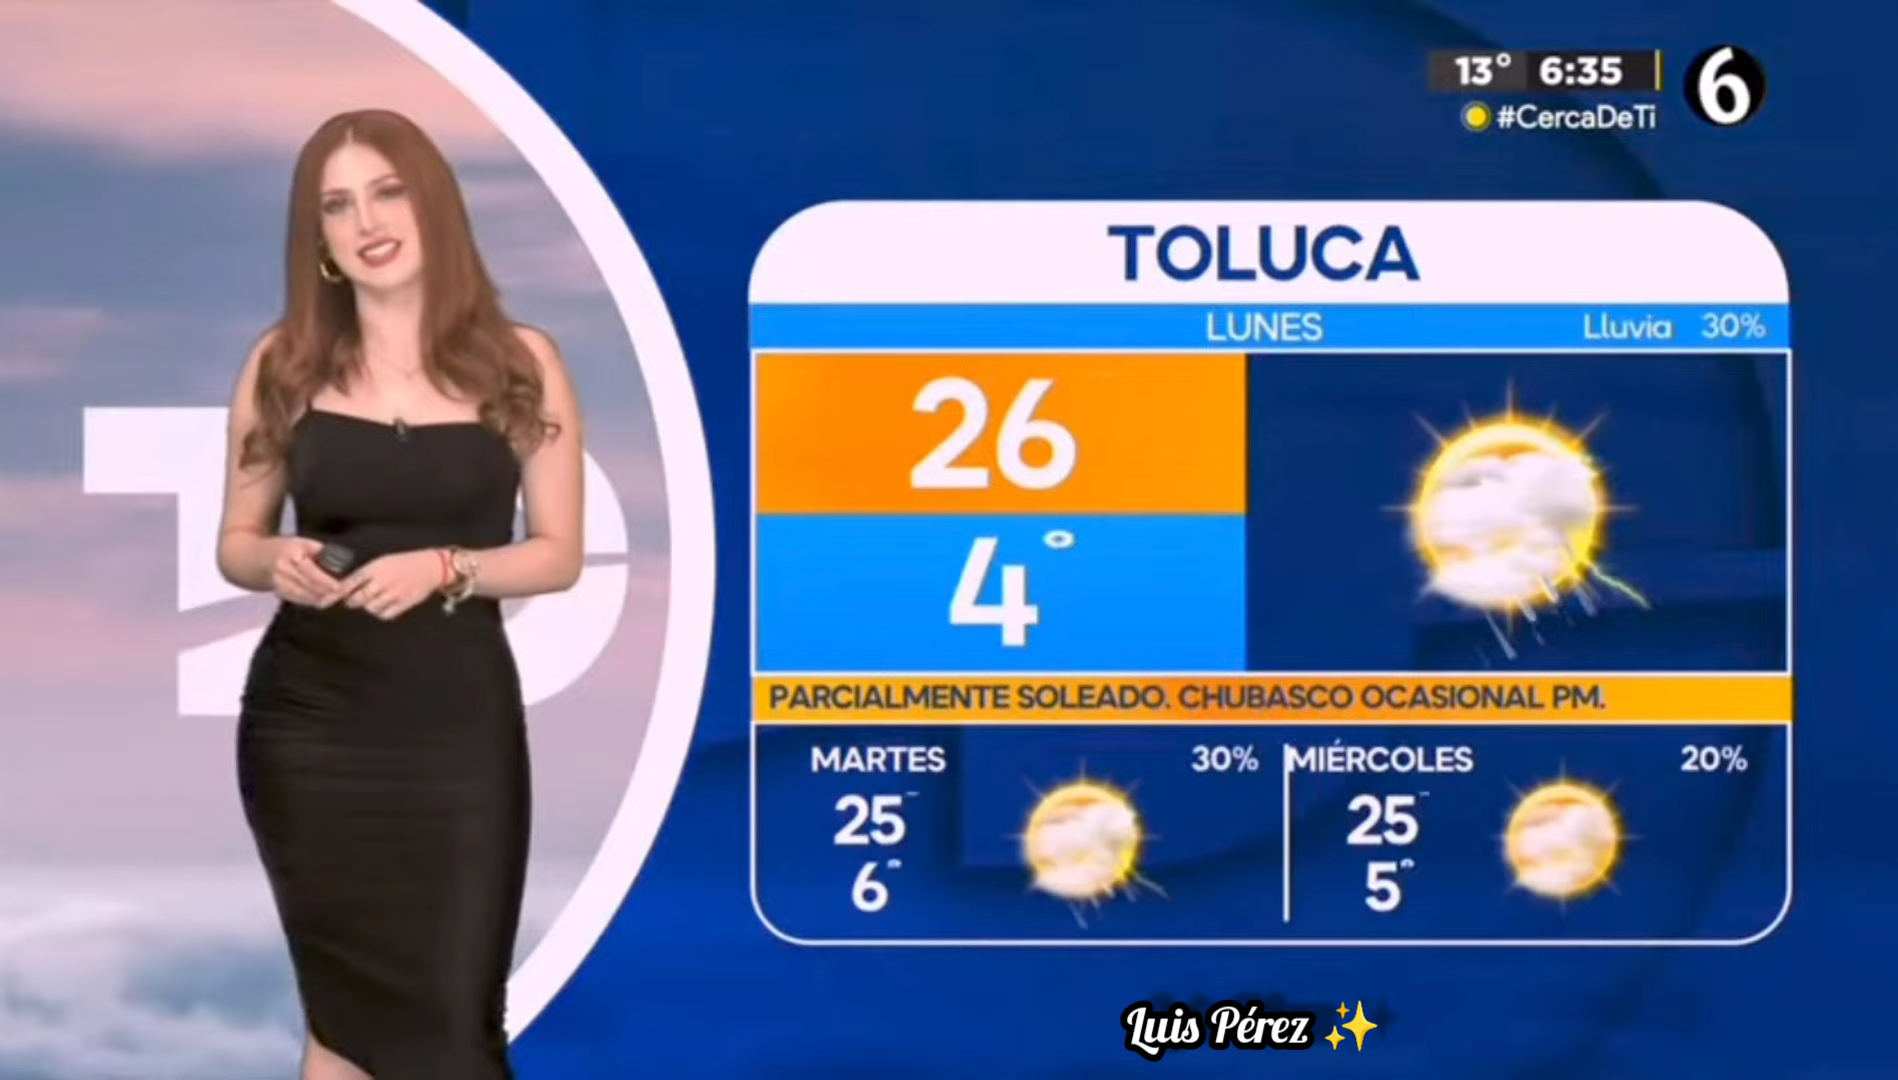 13° 6:35
#CercaDeTi
6
TOLUCA
LUNES Lluvia 30%
26
4°
PARCIALMENTE SOLEADO. CHUBASCO OCASIONAL PM.
MARTES 30%
25
6°
MIÉRCOLES 20%
25
5°
Luis Pérez ✨